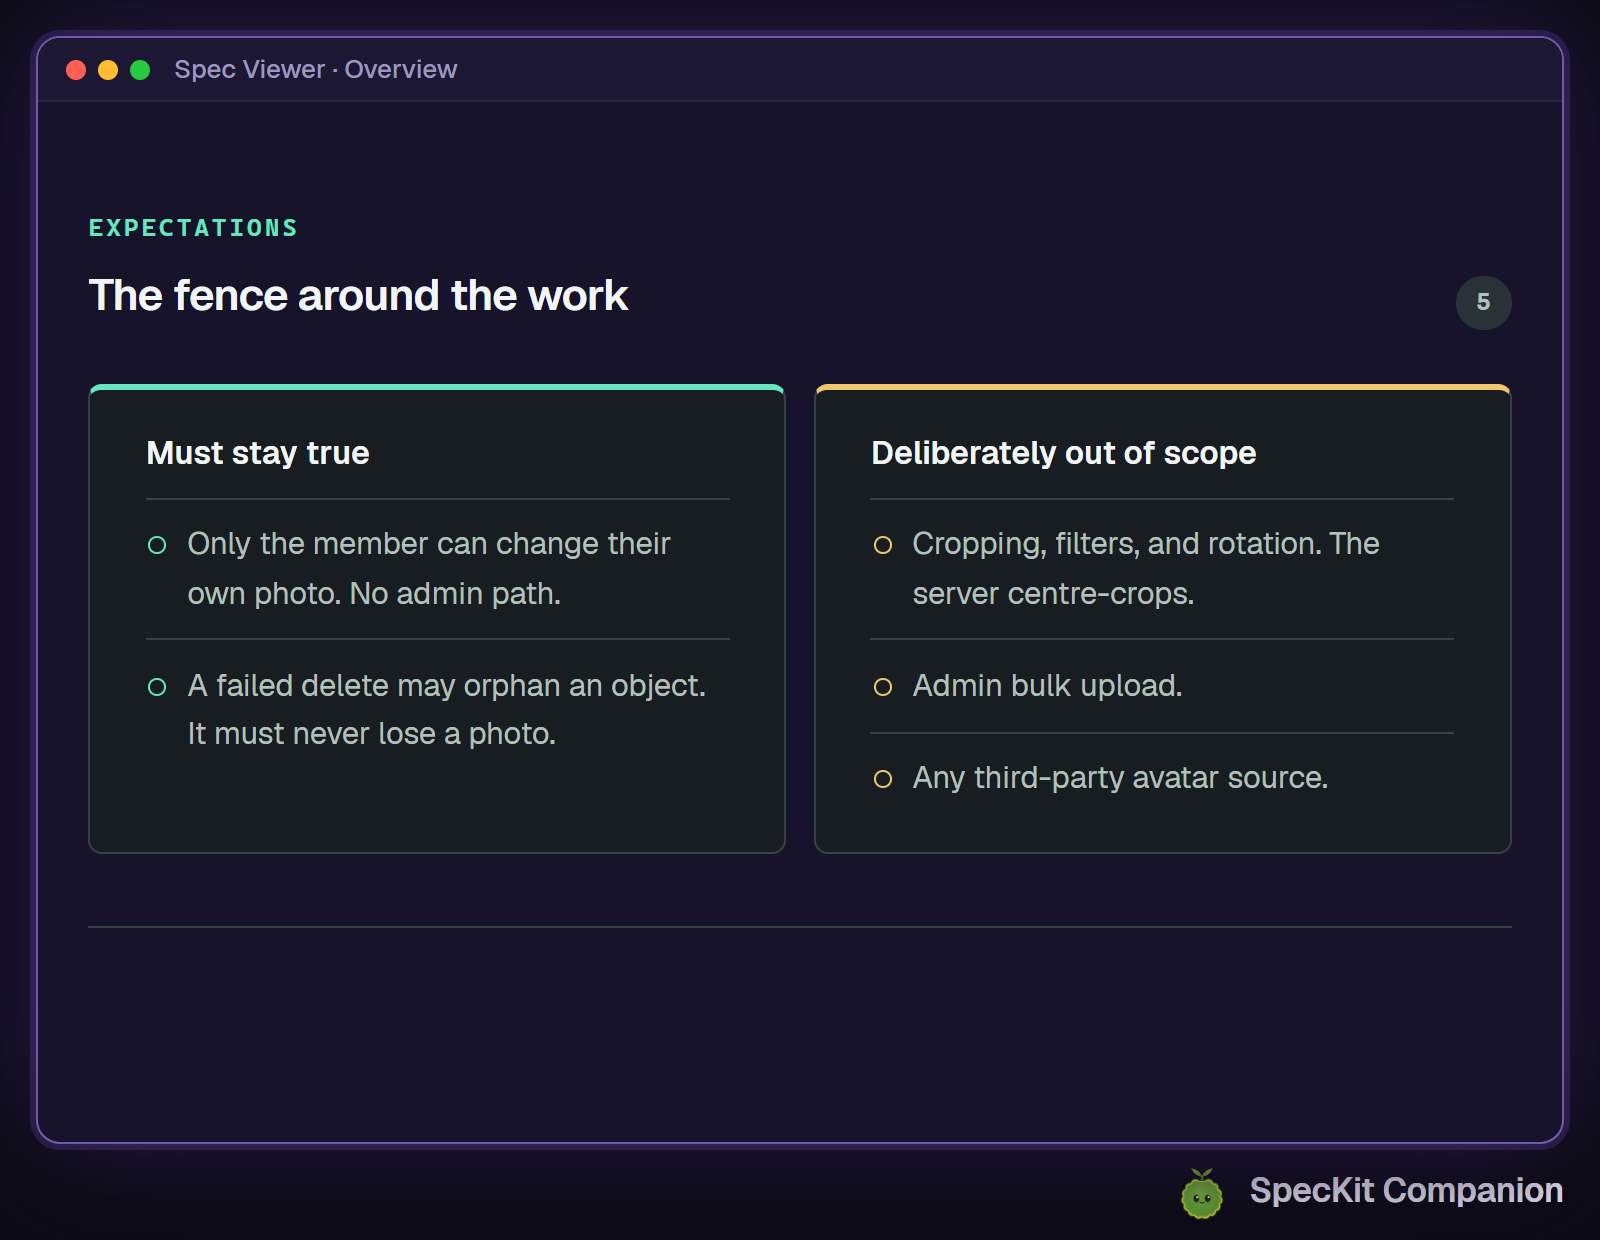 Spec Viewer · Overview
EXPECTATIONS
The fence around the work
5
Must stay true
Only the member can change their
own photo. No admin path.
A failed delete may orphan an object.
It must never lose a photo.
Deliberately out of scope
Cropping, filters, and rotation. The
server centre-crops.
Admin bulk upload.
Any third-party avatar source.
SpecKit Companion